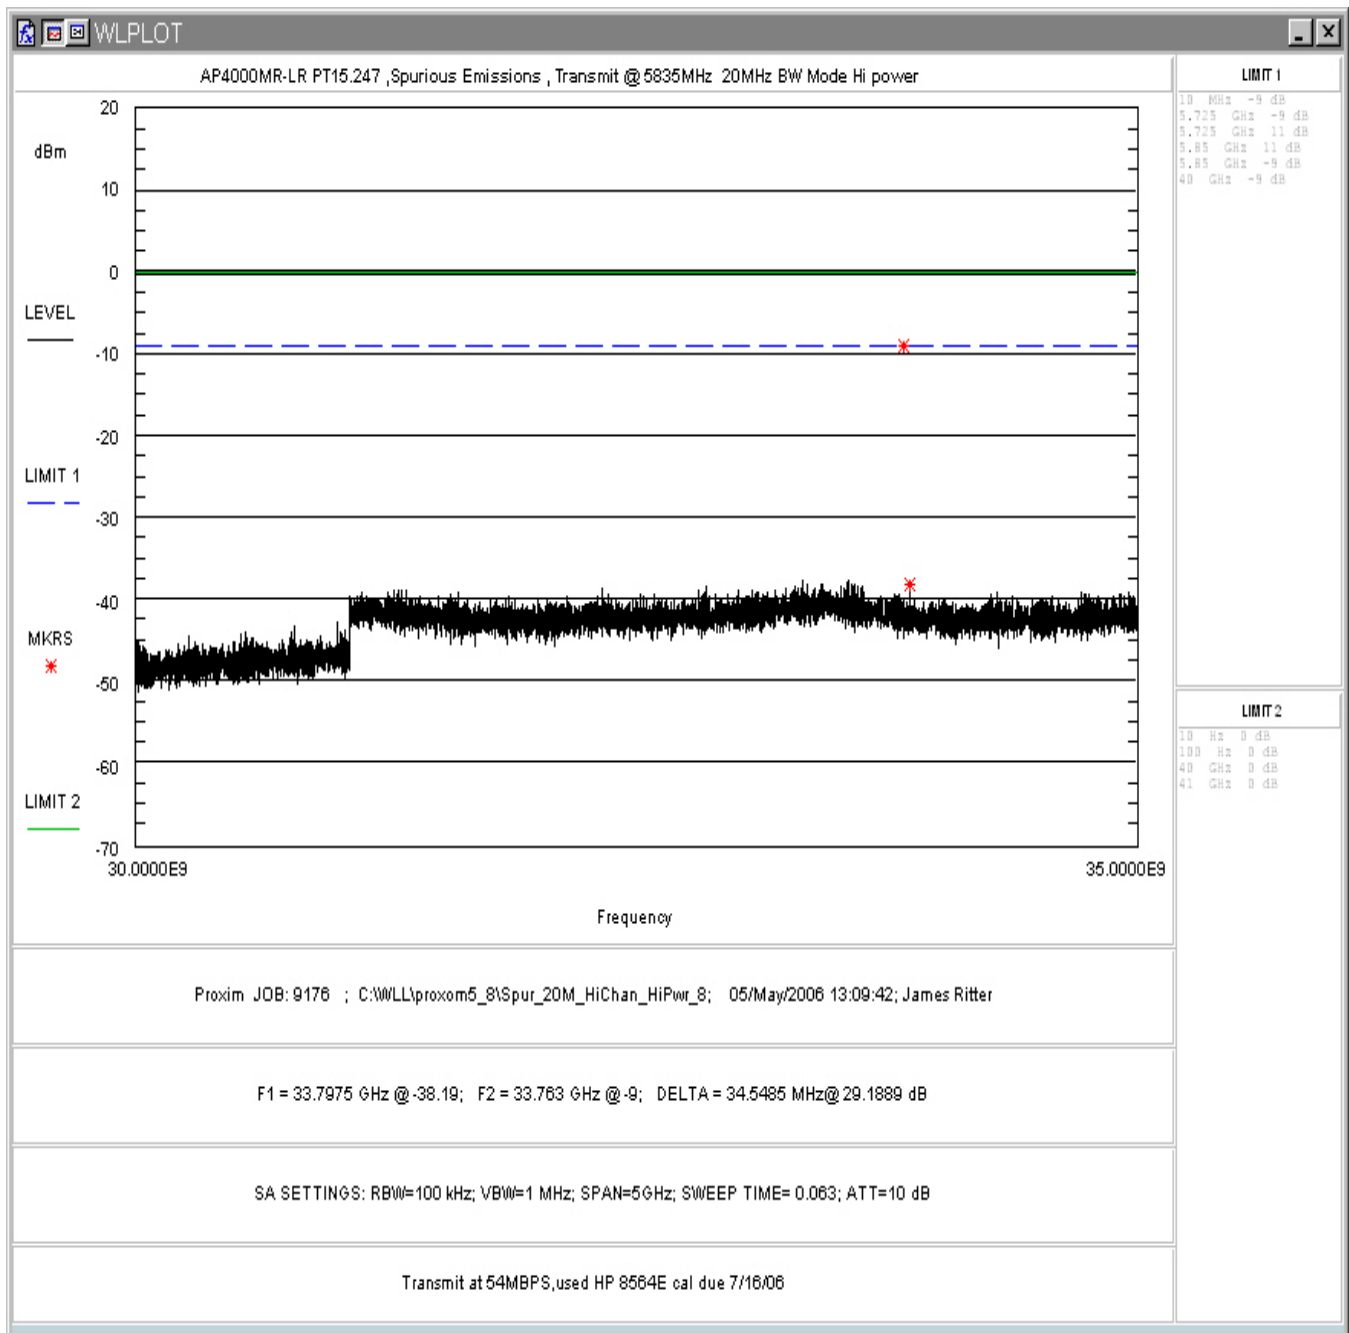 WLPLOT
AP4000MR-LR PT15.247 ,Spurious Emissions , Transmit @ 5835MHz 20MHz BW Mode Hi power
20
dBm
10
0
LEVEL
-10
-20
LIMIT 1
-30
-40
MKRS
-50
-60
LIMIT 2
-70
30.0000E9
35.0000E9
Frequency
LIMIT 1
10 MHz -9 dB
5.725 GHz -9 dB
5.725 GHz 11 dB
5.85 GHz 11 dB
5.85 GHz -9 dB
40 GHz -9 dB
LIMIT 2
10 Hz 0 dB
100 Hz 0 dB
40 GHz 0 dB
41 GHz 0 dB
Proxim JOB: 9176 ; C:\WLL\proxom5_8\Spur_20M_HiChan_HiPwr_8; 05/May/2006 13:09:42; James Ritter
F1 = 33.7975 GHz @ -38.19; F2 = 33.763 GHz @ -9; DELTA = 34.5485 MHz@ 29.1889 dB
SA SETTINGS: RBW=100 kHz; VBW=1 MHz; SPAN=5GHz; SWEEP TIME= 0.063; ATT=10 dB
Transmit at 54MBPS,used HP 8564E cal due 7/16/06